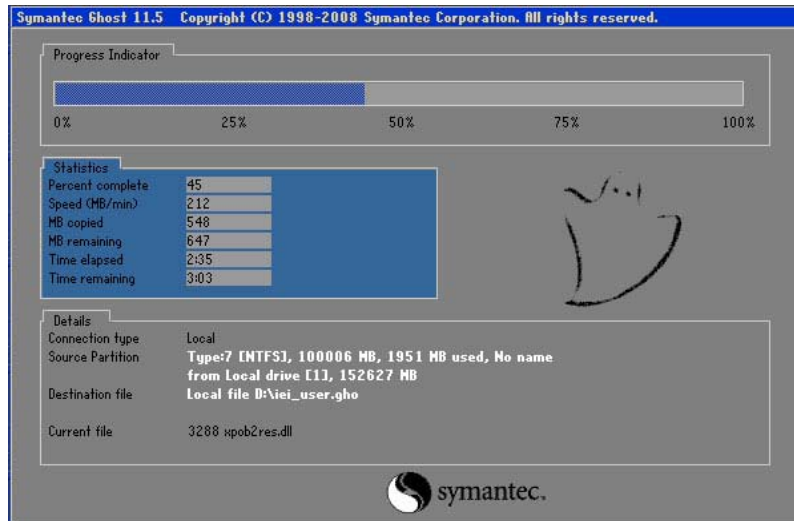 Symantec Ghost 11.5 Copyright (C) 1998-2008 Symantec Corporation. All rights reserved.
Progress Indicator
0% 25% 50% 75% 100%
Statistics
Percent complete 45
Speed (MB/min) 212
MB copied 548
MB remaining 647
Time elapsed 2:35
Time remaining 3:03
Details
Connection type Local
Source Partition Type:7 [NTFS], 100006 MB, 1951 MB used, No name
from Local drive [1], 152627 MB
Destination file Local file D:\iei_user.gho
Current file 3288 xpob2res.dll
symantec.